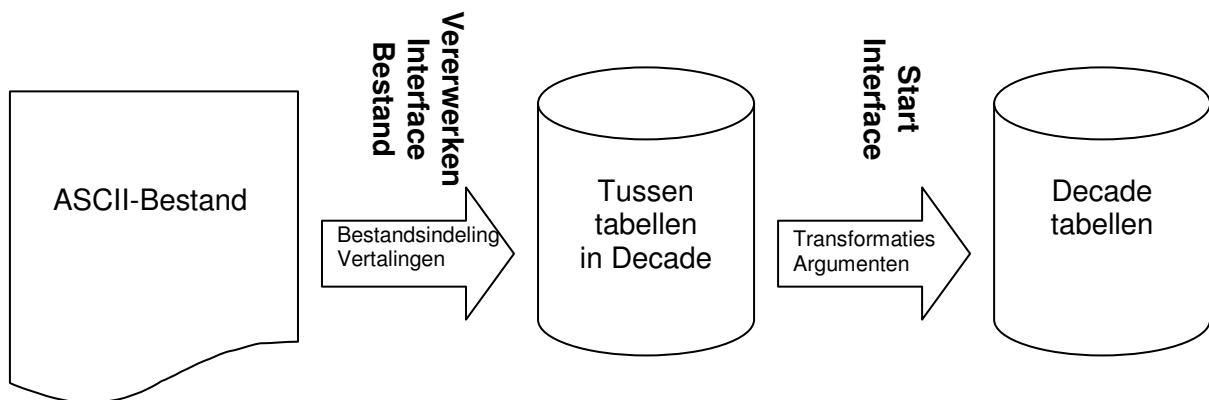 ASCII-Bestand
Vererwerken
Interface
Bestand
Bestandsindeling
Vertalingen
Tussen
tabellen
in Decade
Start
Interface
Transformaties
Argumenten
Decade
tabellen